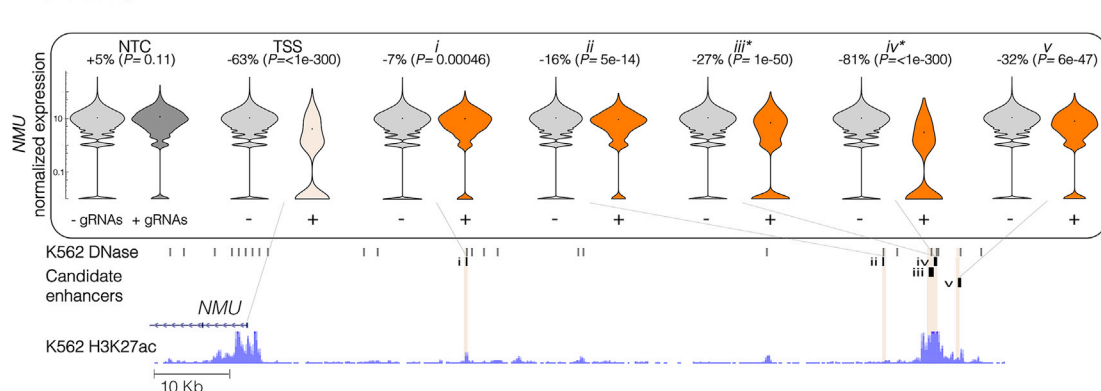 NTC TSS i ii iii* iv* v
+5% (P= 0.11) -63% (P=<1e-300) -7% (P= 0.00046) -16% (P= 5e-14) -27% (P= 1e-50) -81% (P=<1e-300) -32% (P= 6e-47)
NMU
normalized expression
10
0.1
- gRNAs + gRNAs - + - + - + - + - + - +
K562 DNase
i ii iv
Candidate iii
enhancers v
NMU
K562 H3K27ac
10 Kb